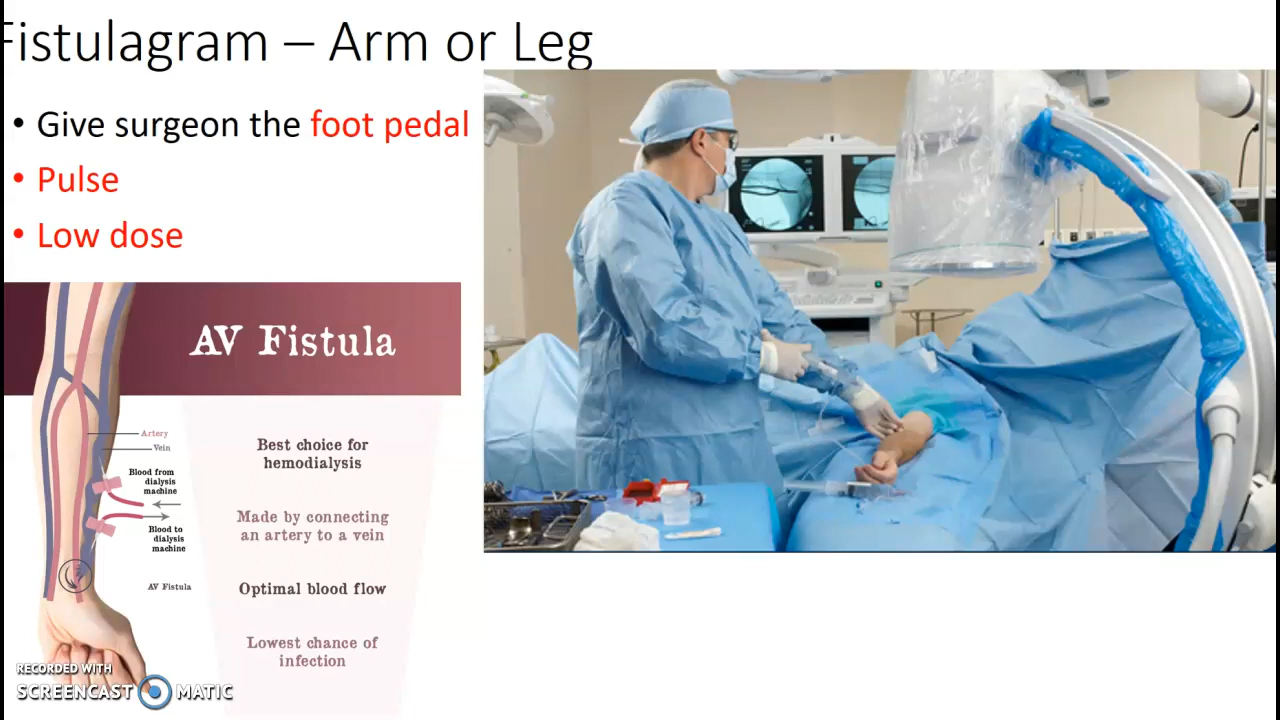 Fistulagram – Arm or Leg
• Give surgeon the foot pedal
• Pulse
• Low dose
AV Fistula
Artery
Vein
Blood from
dialysis
machine
Blood to
dialysis
machine
AV Fistula
Best choice for
hemodialysis
Made by connecting
an artery to a vein
Optimal blood flow
Lowest chance of
infection
RECORDED WITH
SCREENCAST MATIC